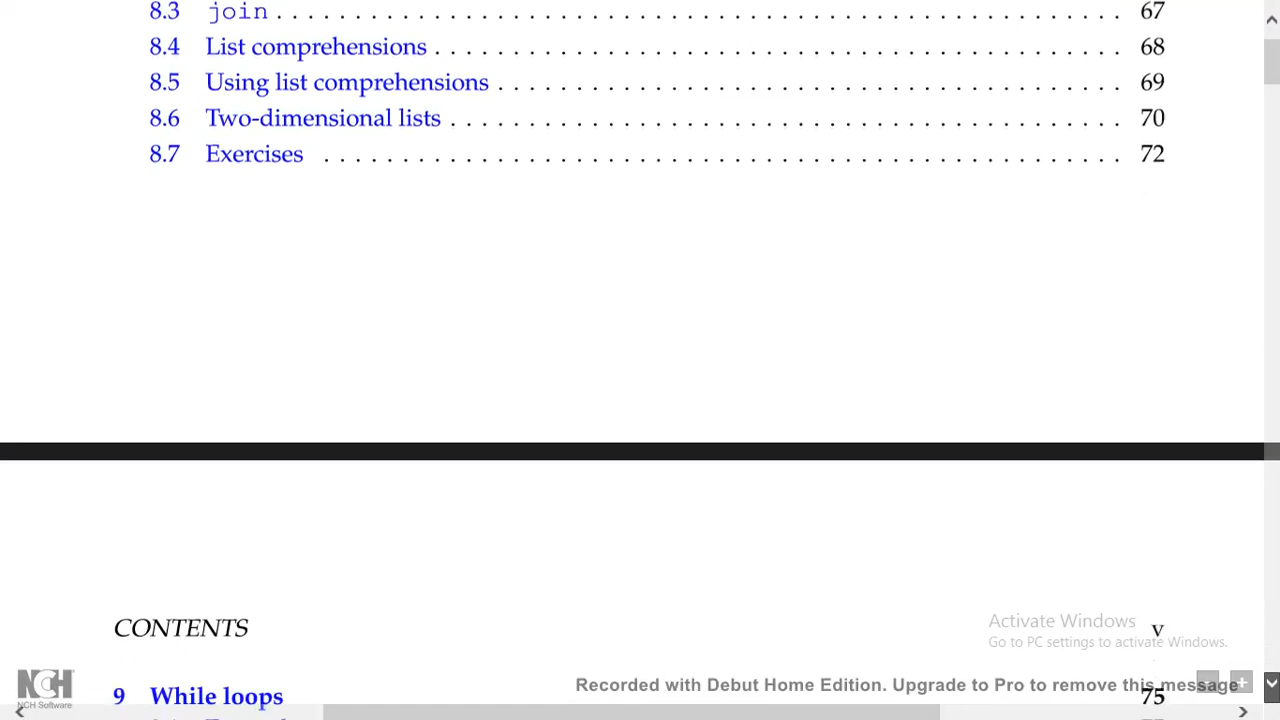 8.3 join . . . . . . . . . . . . . . . . . . . . . . . . . . . . . . . . . . . . . . . . . . . . . . . . . . . . . . 67
8.4 List comprehensions . . . . . . . . . . . . . . . . . . . . . . . . . . . . . . . . . . . . . . . . . . . . 68
8.5 Using list comprehensions . . . . . . . . . . . . . . . . . . . . . . . . . . . . . . . . . . . . . . . . 69
8.6 Two-dimensional lists . . . . . . . . . . . . . . . . . . . . . . . . . . . . . . . . . . . . . . . . . . . 70
8.7 Exercises . . . . . . . . . . . . . . . . . . . . . . . . . . . . . . . . . . . . . . . . . . . . . . . . . . . 72
CONTENTS v
Activate Windows
Go to PC settings to activate Windows.
9 While loops 75
Recorded with Debut Home Edition. Upgrade to Pro to remove this message
NCH
NCH Software